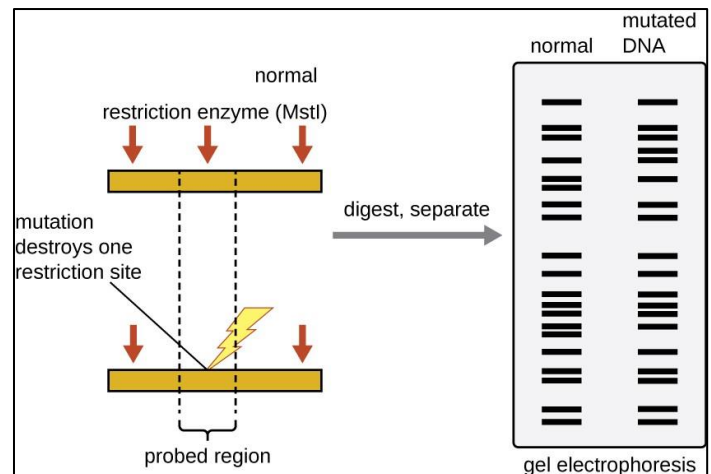 normal
restriction enzyme (MstI)
mutation
destroys one
restriction site
probed region
digest, separate
normal
mutated
DNA
gel electrophoresis